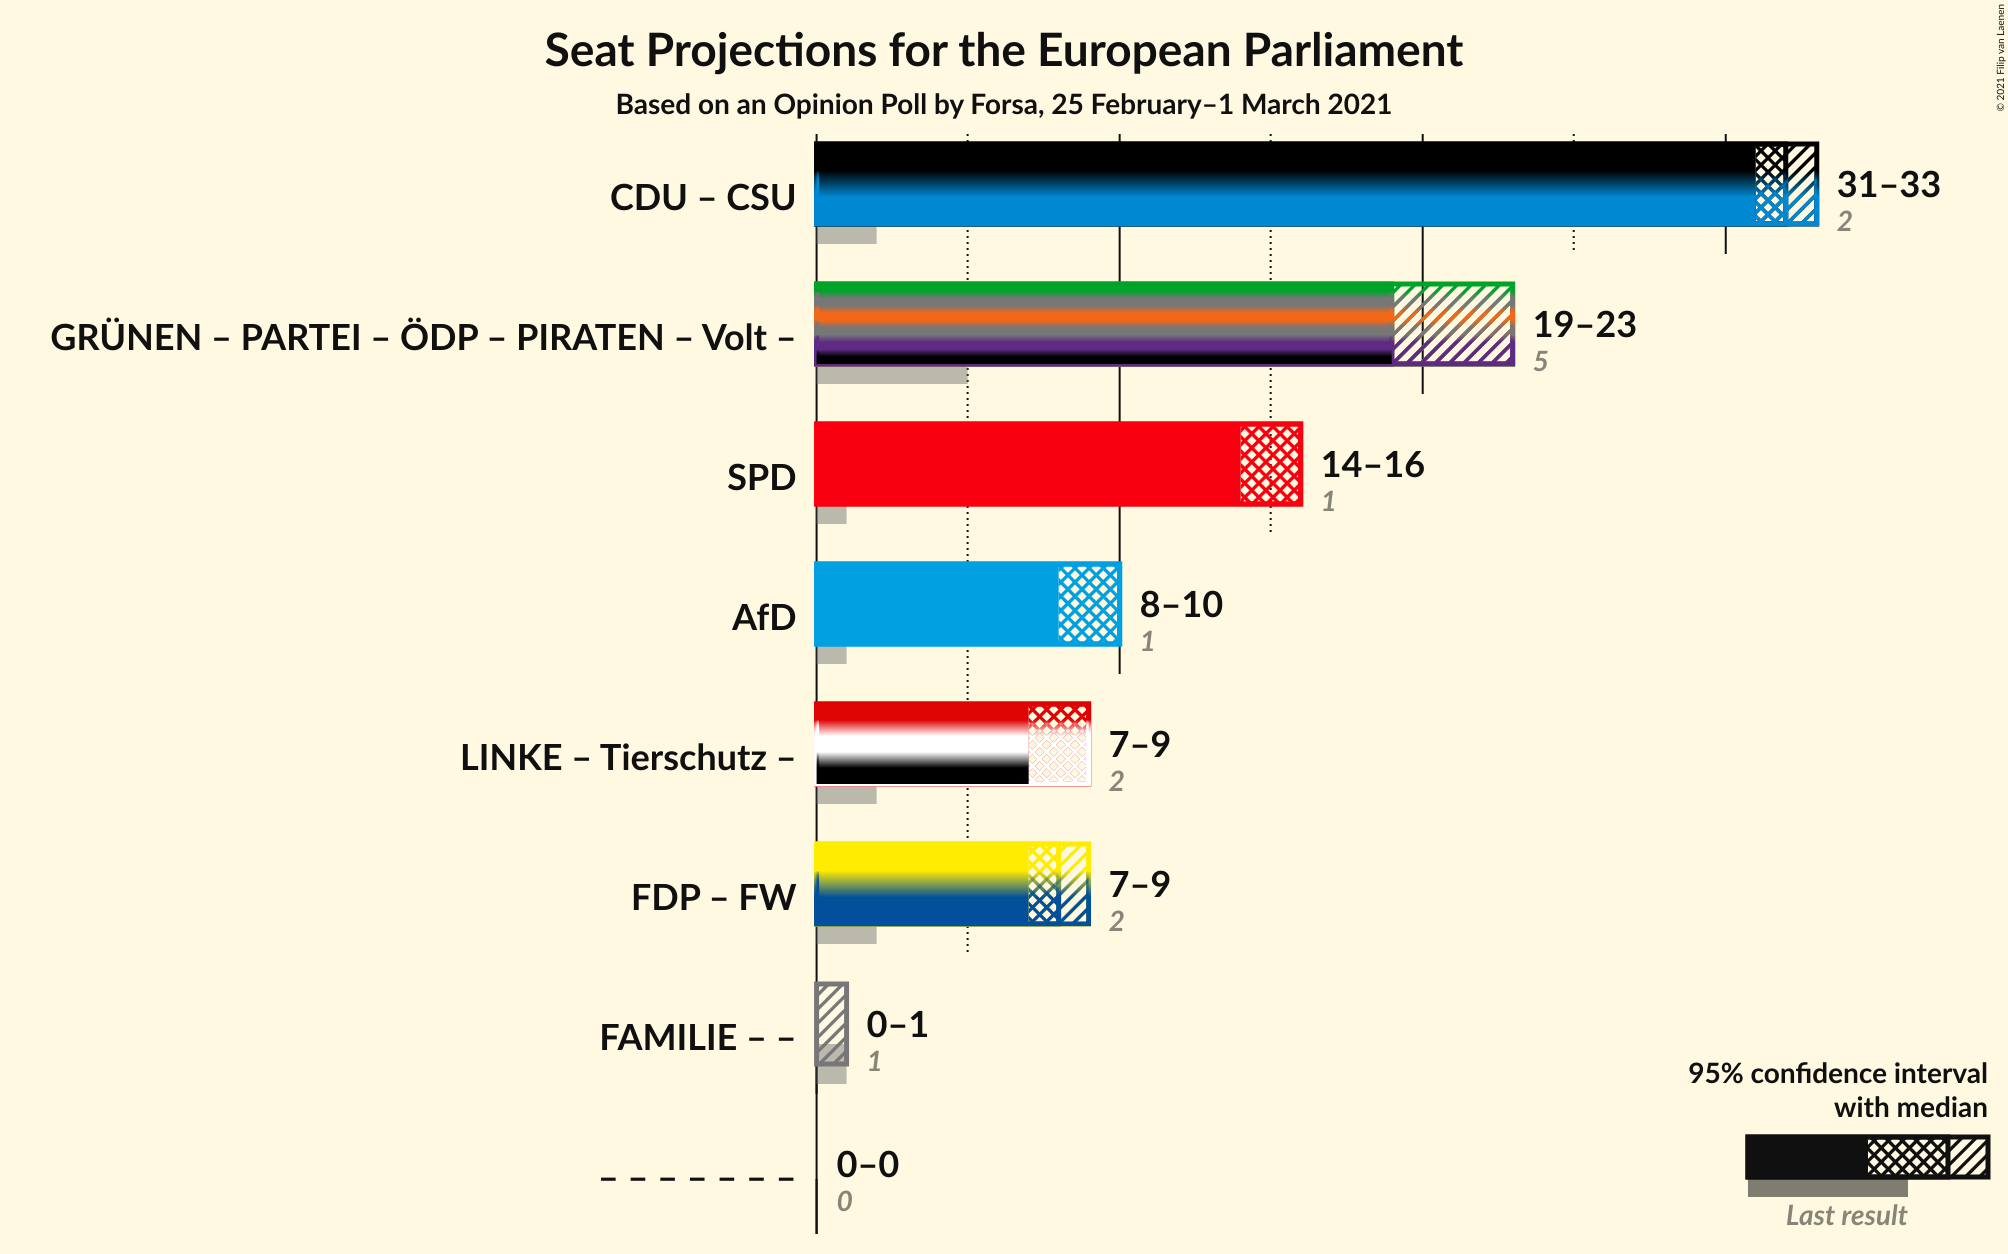 Seat Projections for the European Parliament
Based on an Opinion Poll by Forsa, 25 February–1 March 2021
© 2021 Filip van Laenen
CDU – CSU
31–33
2
GRÜNEN – PARTEI – ÖDP – PIRATEN – Volt –
19–23
5
SPD
14–16
1
AfD
8–10
1
LINKE – Tierschutz –
7–9
2
FDP – FW
7–9
2
FAMILIE – –
0–1
1
– – – – – – –
0–0
0
95% confidence interval
with median
Last result